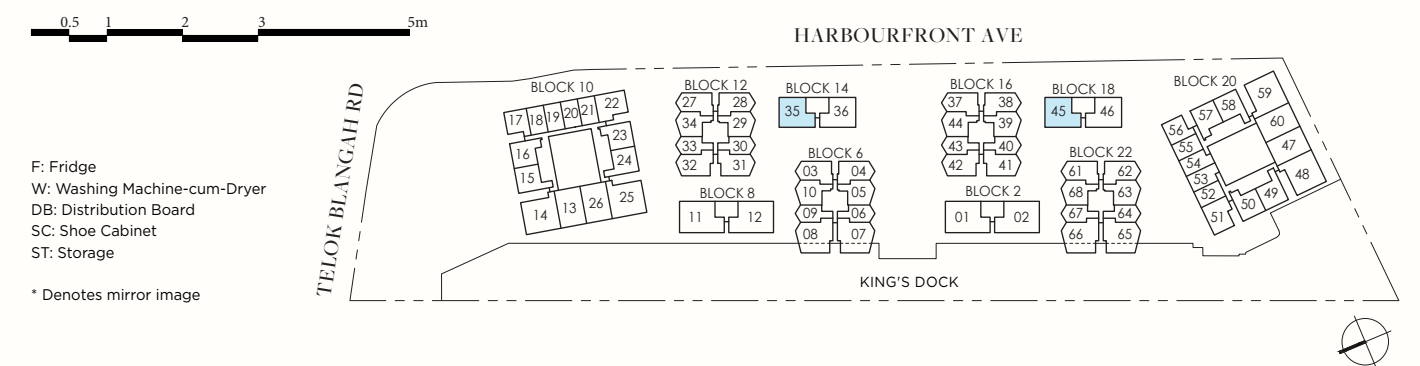 0.5 1 2 3 5m
HARBOURFRONT AVE
TELOK BLANGAH RD
F: Fridge
W: Washing Machine-cum-Dryer
DB: Distribution Board
SC: Shoe Cabinet
ST: Storage
* Denotes mirror image
BLOCK 10
17 18 19 20 21 22
16 23
15 24
14 13 26 25
BLOCK 12
27 28
34 29
33 30
32 31
BLOCK 14
35 36
BLOCK 8
11 12
BLOCK 6
03 04
10 05
09 06
08 07
BLOCK 16
37 38
44 39
43 40
42 41
BLOCK 18
45 46
BLOCK 2
01 02
BLOCK 22
61 62
68 63
67 64
66 65
BLOCK 20
56 57 58 59
55 60
54 47
53 48
52 49
51 50
KING'S DOCK